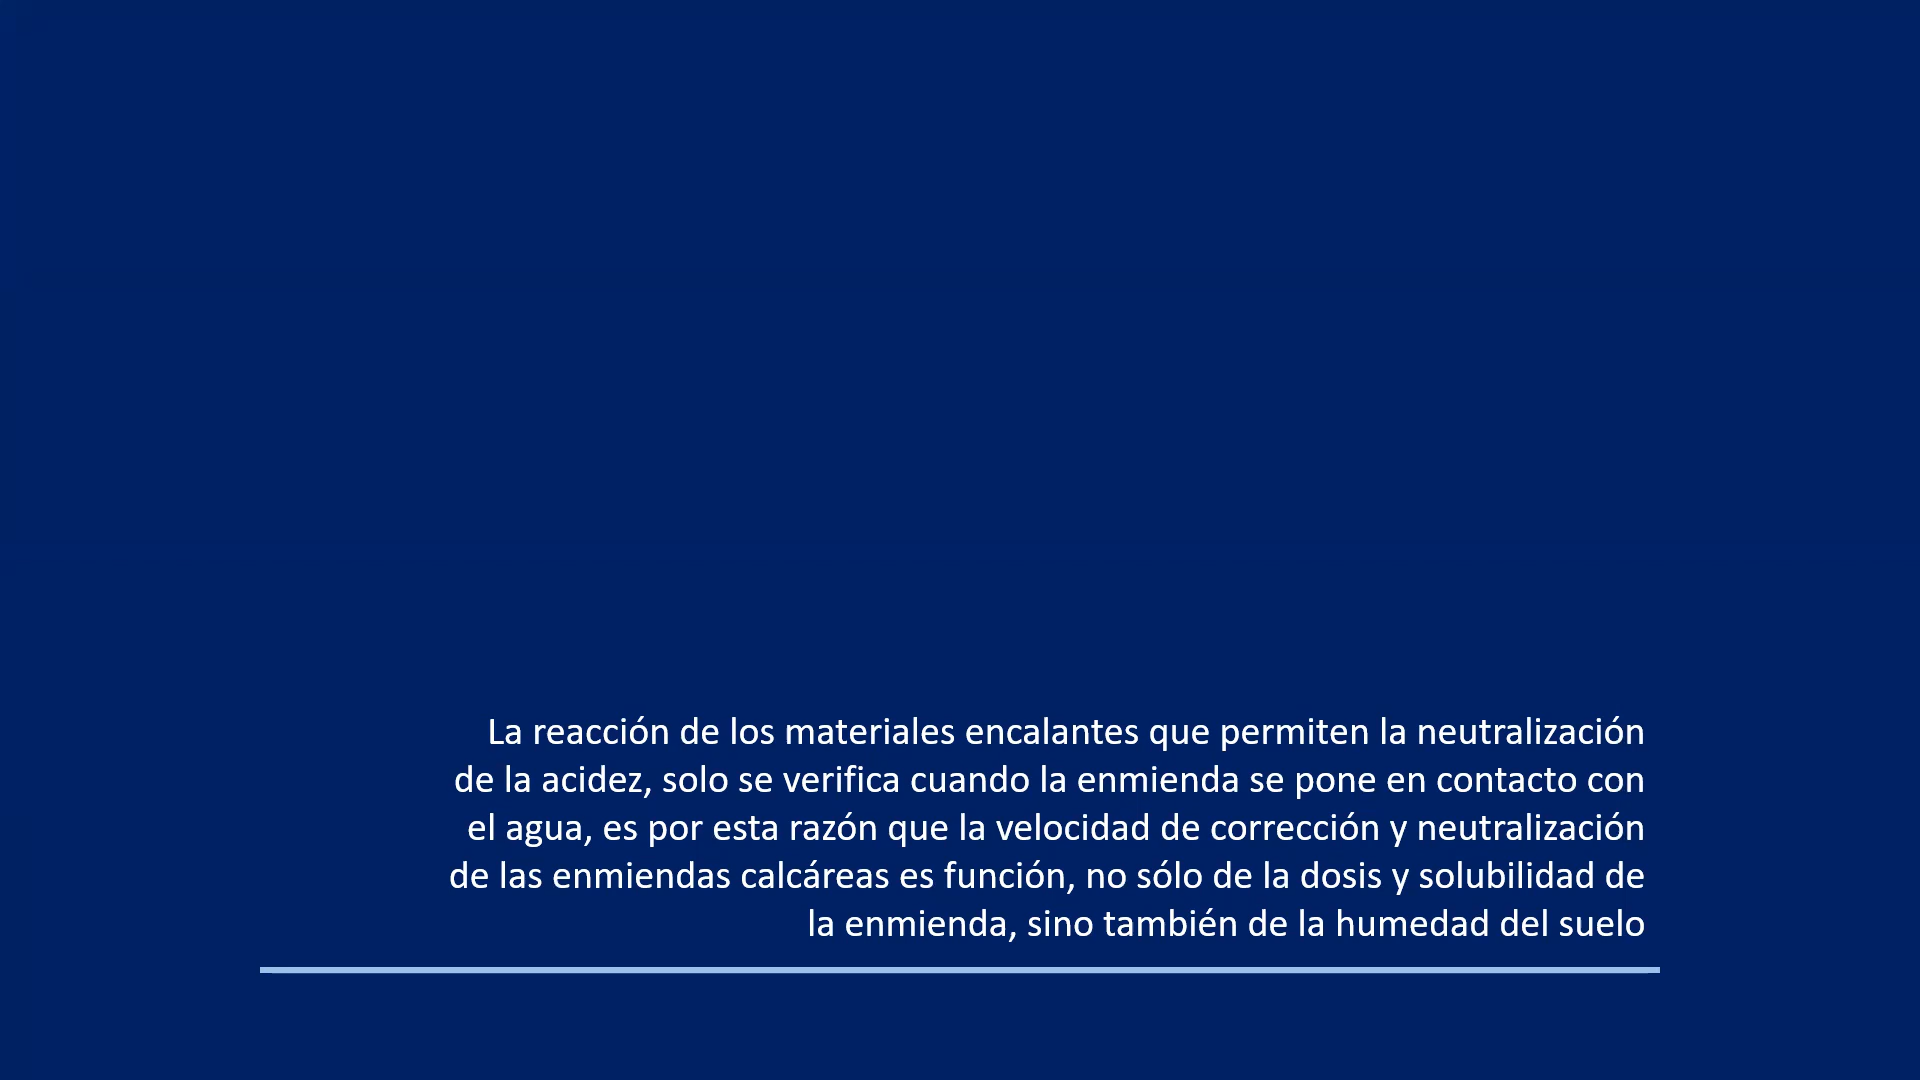 La reacción de los materiales encalantes que permiten la neutralización
de la acidez, solo se verifica cuando la enmienda se pone en contacto con
el agua, es por esta razón que la velocidad de corrección y neutralización
de las enmiendas calcáreas es función, no sólo de la dosis y solubilidad de
la enmienda, sino también de la humedad del suelo